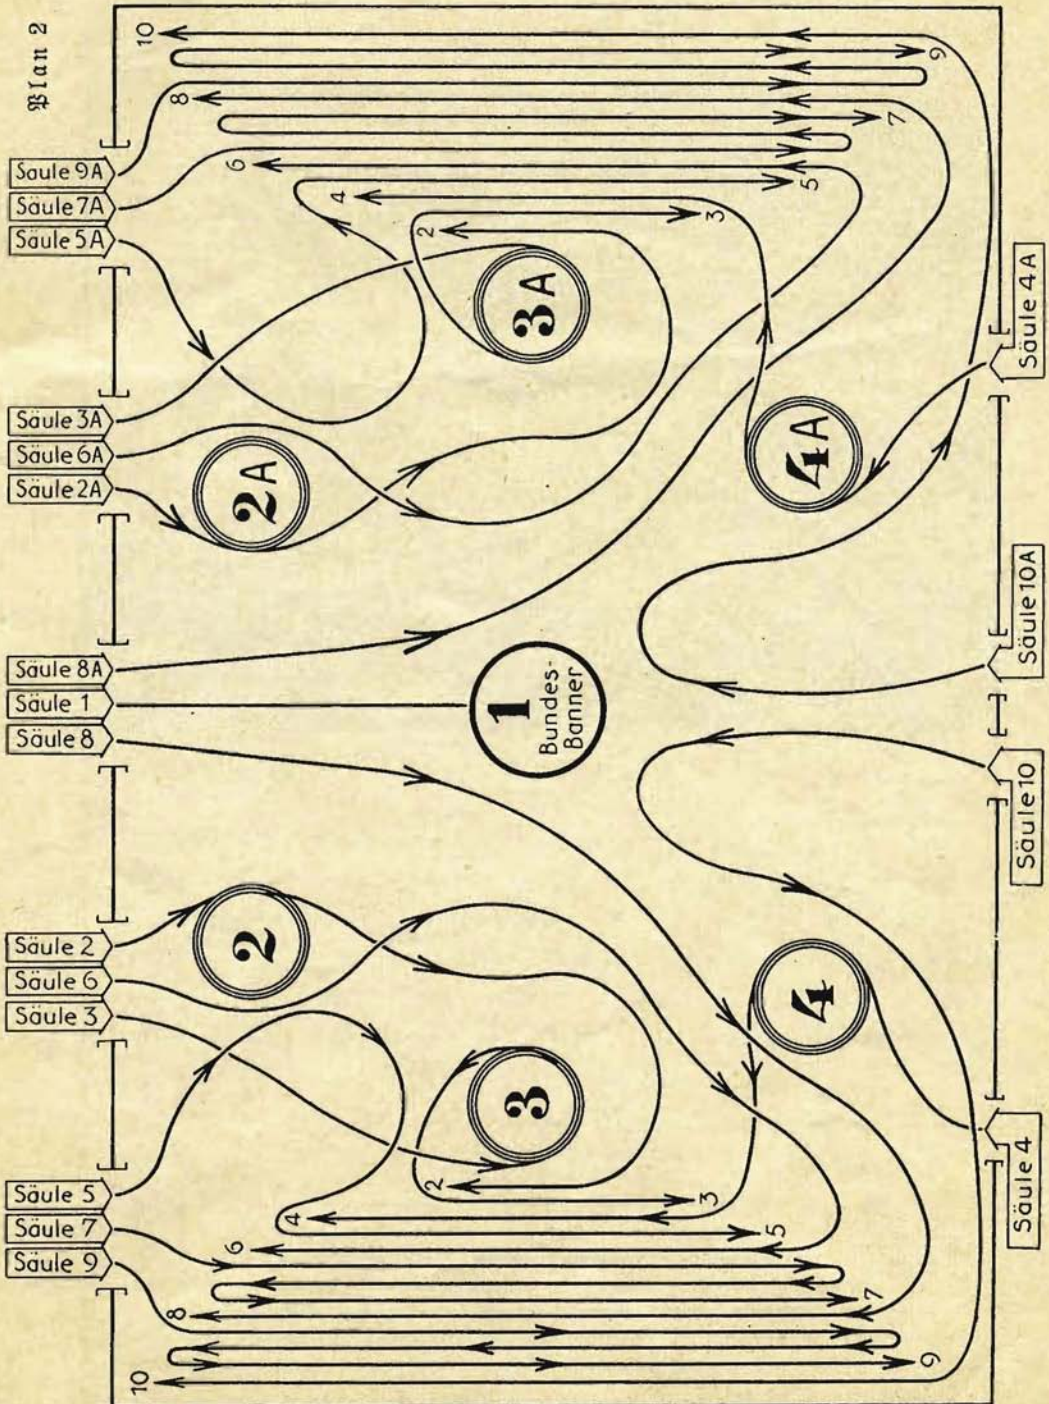 Plan 2
Säule 9A
Säule 7A
Säule 5A
Säule 3A
Säule 6A
Säule 2A
Säule 8A
Säule 1
Säule 8
Säule 2
Säule 6
Säule 3
Säule 5
Säule 7
Säule 9
10
9
8
7
6
5
4
3
2
3A
2A
4A
1
Bundes-
Banner
2
3
4
2
3
4
5
6
7
8
9
10
Säule 4A
Säule 10A
Säule 10
Säule 4